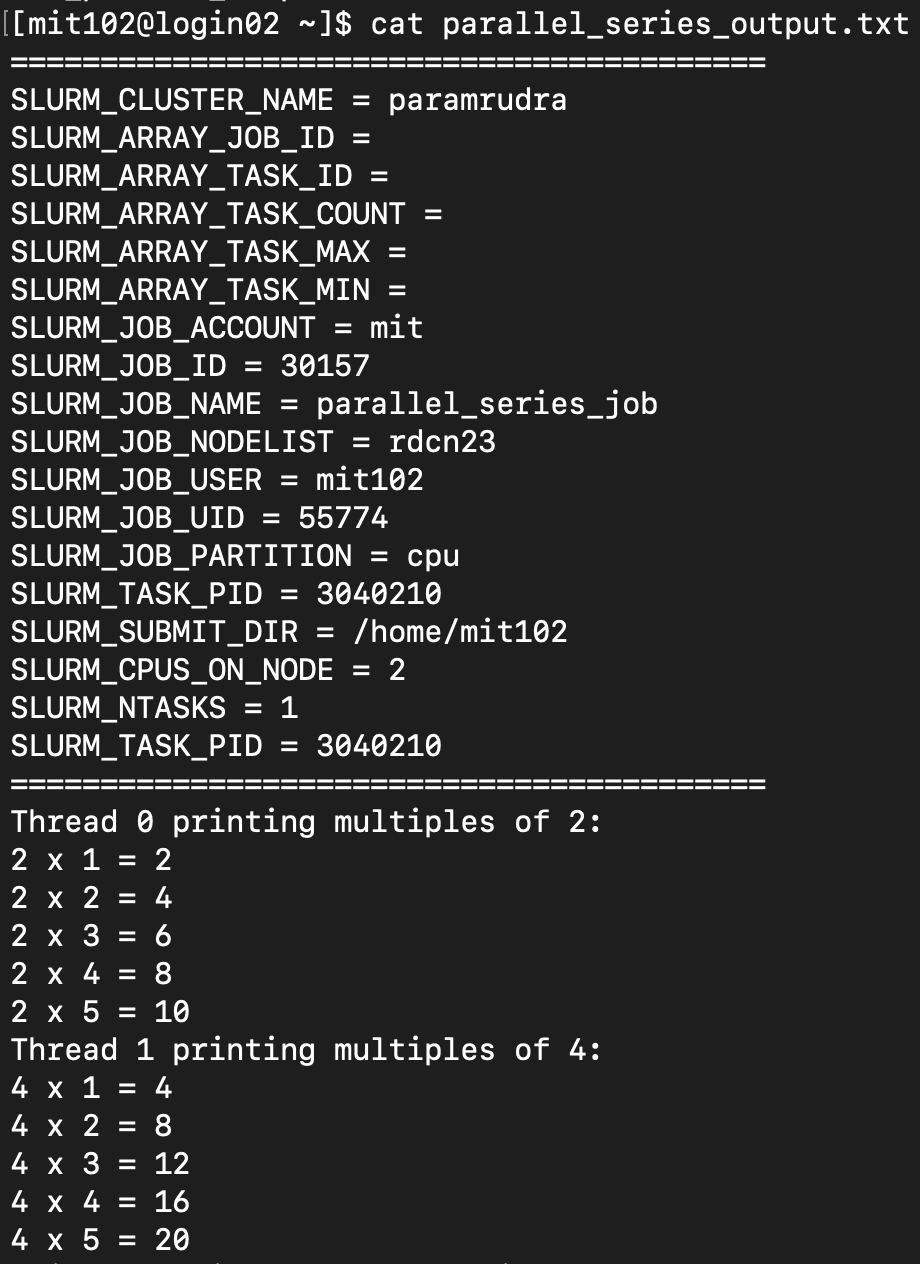 [[mit102@login02 ~]$ cat parallel_series_output.txt
==========================================
SLURM_CLUSTER_NAME = paramrudra
SLURM_ARRAY_JOB_ID =
SLURM_ARRAY_TASK_ID =
SLURM_ARRAY_TASK_COUNT =
SLURM_ARRAY_TASK_MAX =
SLURM_ARRAY_TASK_MIN =
SLURM_JOB_ACCOUNT = mit
SLURM_JOB_ID = 30157
SLURM_JOB_NAME = parallel_series_job
SLURM_JOB_NODELIST = rdcn23
SLURM_JOB_USER = mit102
SLURM_JOB_UID = 55774
SLURM_JOB_PARTITION = cpu
SLURM_TASK_PID = 3040210
SLURM_SUBMIT_DIR = /home/mit102
SLURM_CPUS_ON_NODE = 2
SLURM_NTASKS = 1
SLURM_TASK_PID = 3040210
==========================================
Thread 0 printing multiples of 2:
2 x 1 = 2
2 x 2 = 4
2 x 3 = 6
2 x 4 = 8
2 x 5 = 10
Thread 1 printing multiples of 4:
4 x 1 = 4
4 x 2 = 8
4 x 3 = 12
4 x 4 = 16
4 x 5 = 20